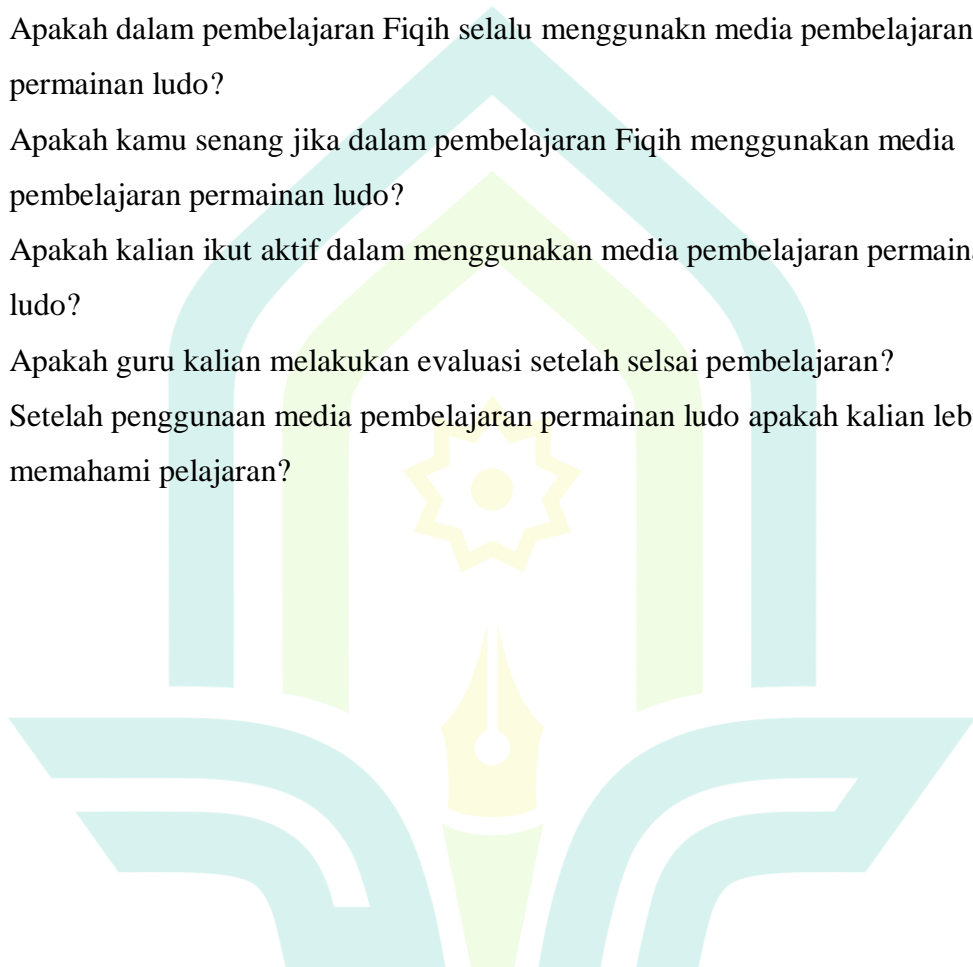 Apakah dalam pembelajaran Fiqih selalu menggunakn media pembelajaran
permainan ludo?
Apakah kamu senang jika dalam pembelajaran Fiqih menggunakan media
pembelajaran permainan ludo?
Apakah kalian ikut aktif dalam menggunakan media pembelajaran permaina
ludo?
Apakah guru kalian melakukan evaluasi setelah selsai pembelajaran?
Setelah penggunaan media pembelajaran permainan ludo apakah kalian leb
memahami pelajaran?